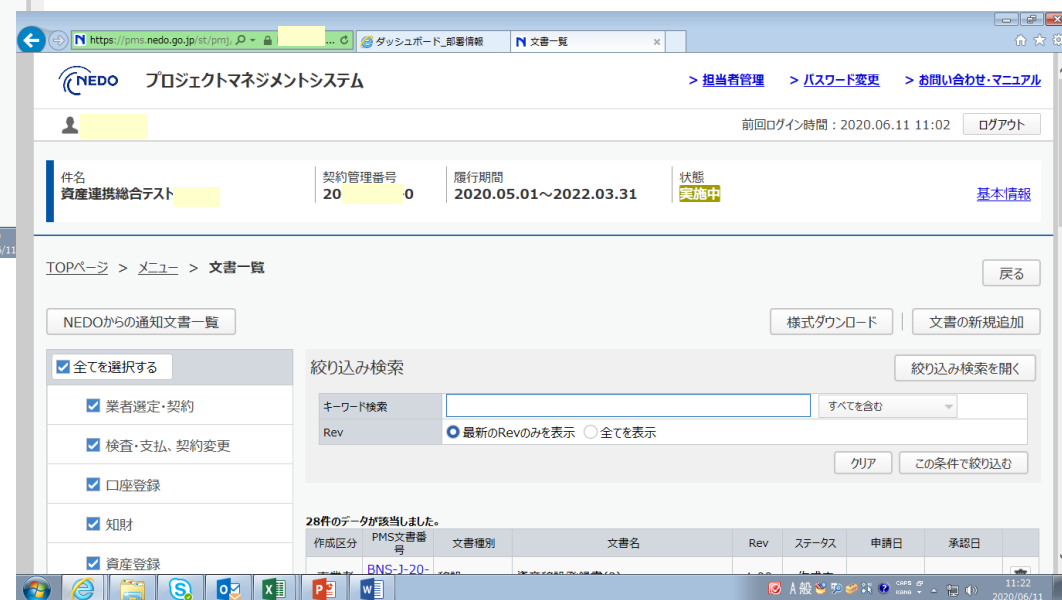 https://pms.nedo.go.jp/st/pmj, ... ダッシュボード_部署情報 文書一覧
NEDO プロジェクトマネジメントシステム > 担当者管理 > パスワード変更 > お問い合わせ・マニュアル
前回ログイン時間：2020.06.11 11:02 ログアウト
件名 契約管理番号 履行期間 状態
資産連携総合テスト 20 0 2020.05.01～2022.03.31 実施中 基本情報
TOPページ > メニュー > 文書一覧 戻る
NEDOからの通知文書一覧 様式ダウンロード 文書の新規追加
全てを選択する 絞り込み検索 絞り込み検索を開く
業者選定・契約 キーワード検索 すべてを含む
検査・支払、契約変更 Rev 最新のRevのみを表示 全てを表示
クリア この条件で絞り込む
口座登録
知財 28件のデータが該当しました。
作成区分 PMS文書番号 文書種別 文書名 Rev ステータス 申請日 承認日
資産登録 BNS-J-20-
A 般 CAPS KANA 11:22
2020/06/11